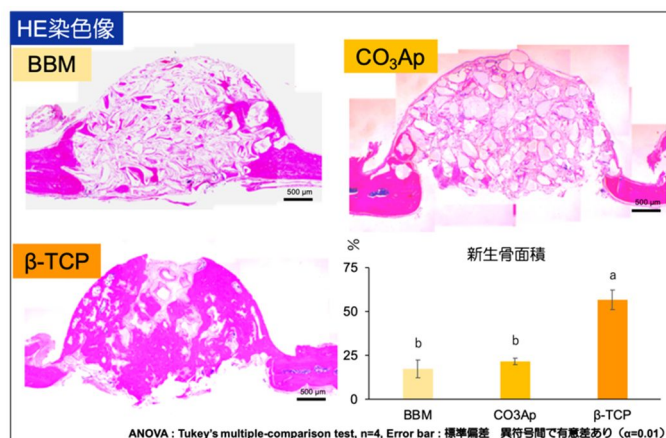 HE染色像
BBM
CO₃Ap
500 μm
500 μm
β-TCP
500 μm
新生骨面積
%
75
50
25
0
b
b
a
BBM
CO3Ap
β-TCP
ANOVA : Tukey's multiple-comparison test, n=4, Error bar : 標準偏差 異符号間で有意差あり（α=0.01）